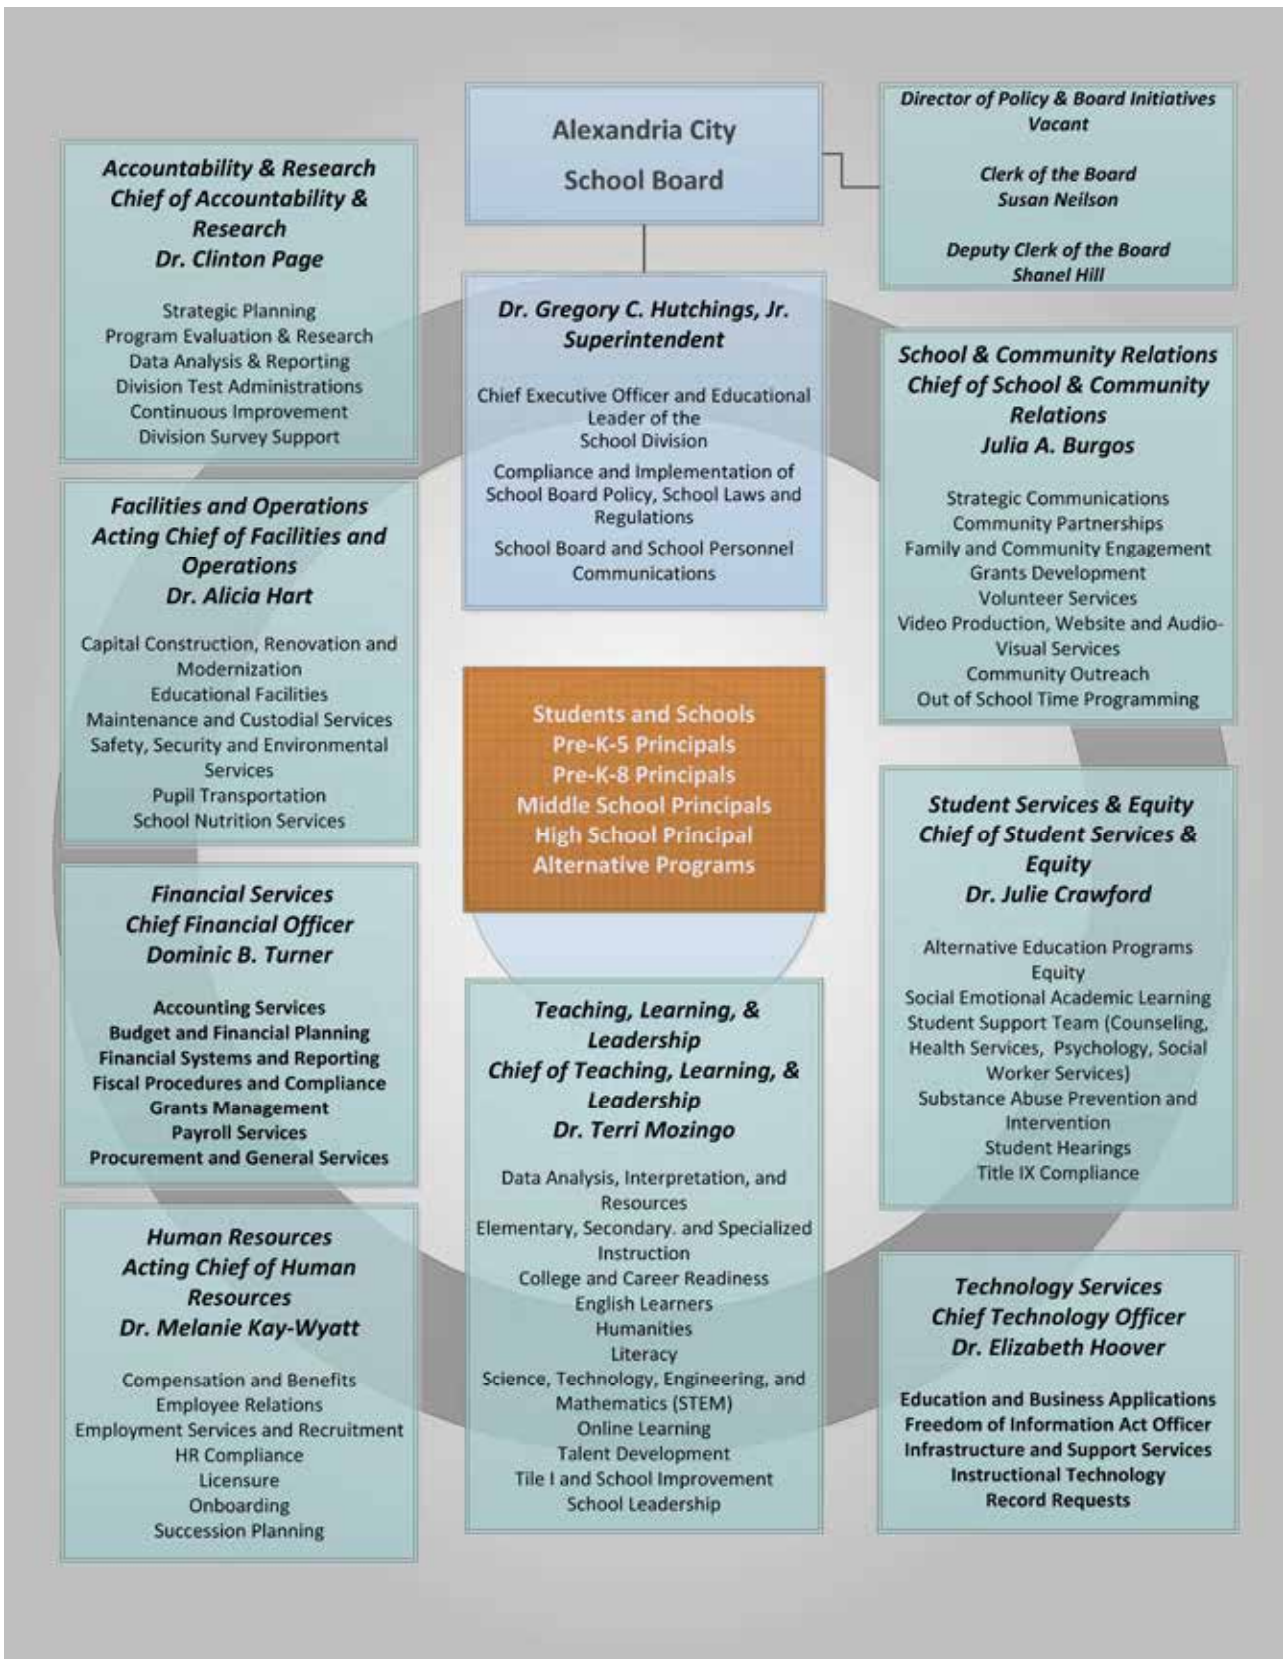 Alexandria City
School Board
Director of Policy & Board Initiatives
Vacant
Clerk of the Board
Susan Neilson
Deputy Clerk of the Board
Shanel Hill
Accountability & Research
Chief of Accountability &
Research
Dr. Clinton Page
Strategic Planning
Program Evaluation & Research
Data Analysis & Reporting
Division Test Administrations
Continuous Improvement
Division Survey Support
Dr. Gregory C. Hutchings, Jr.
Superintendent
Chief Executive Officer and Educational
Leader of the
School Division
Compliance and Implementation of
School Board Policy, School Laws and
Regulations
School Board and School Personnel
Communications
School & Community Relations
Chief of School & Community
Relations
Julia A. Burgos
Strategic Communications
Community Partnerships
Family and Community Engagement
Grants Development
Volunteer Services
Video Production, Website and Audio-
Visual Services
Community Outreach
Out of School Time Programming
Facilities and Operations
Acting Chief of Facilities and
Operations
Dr. Alicia Hart
Capital Construction, Renovation and
Modernization
Educational Facilities
Maintenance and Custodial Services
Safety, Security and Environmental
Services
Pupil Transportation
School Nutrition Services
Students and Schools
Pre-K-5 Principals
Pre-K-8 Principals
Middle School Principals
High School Principal
Alternative Programs
Student Services & Equity
Chief of Student Services &
Equity
Dr. Julie Crawford
Alternative Education Programs
Equity
Social Emotional Academic Learning
Student Support Team (Counseling,
Health Services, Psychology, Social
Worker Services)
Substance Abuse Prevention and
Intervention
Student Hearings
Title IX Compliance
Financial Services
Chief Financial Officer
Dominic B. Turner
Accounting Services
Budget and Financial Planning
Financial Systems and Reporting
Fiscal Procedures and Compliance
Grants Management
Payroll Services
Procurement and General Services
Teaching, Learning, &
Leadership
Chief of Teaching, Learning, &
Leadership
Dr. Terri Mozingo
Data Analysis, Interpretation, and
Resources
Elementary, Secondary. and Specialized
Instruction
College and Career Readiness
English Learners
Humanities
Literacy
Science, Technology, Engineering, and
Mathematics (STEM)
Online Learning
Talent Development
Tile I and School Improvement
School Leadership
Human Resources
Acting Chief of Human
Resources
Dr. Melanie Kay-Wyatt
Compensation and Benefits
Employee Relations
Employment Services and Recruitment
HR Compliance
Licensure
Onboarding
Succession Planning
Technology Services
Chief Technology Officer
Dr. Elizabeth Hoover
Education and Business Applications
Freedom of Information Act Officer
Infrastructure and Support Services
Instructional Technology
Record Requests